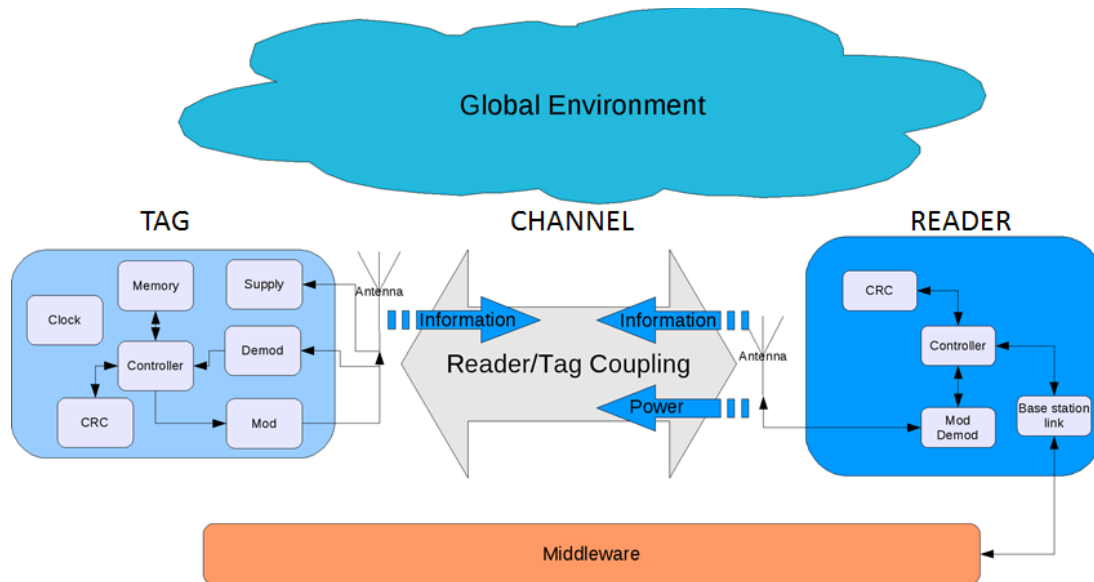 Global Environment
TAG
CHANNEL
READER
Memory
Supply
Clock
Controller
Demod
CRC
Mod
Antenna
Information
Information
Reader/Tag Coupling
Power
Antenna
CRC
Controller
Mod
Demod
Base station
link
Middleware